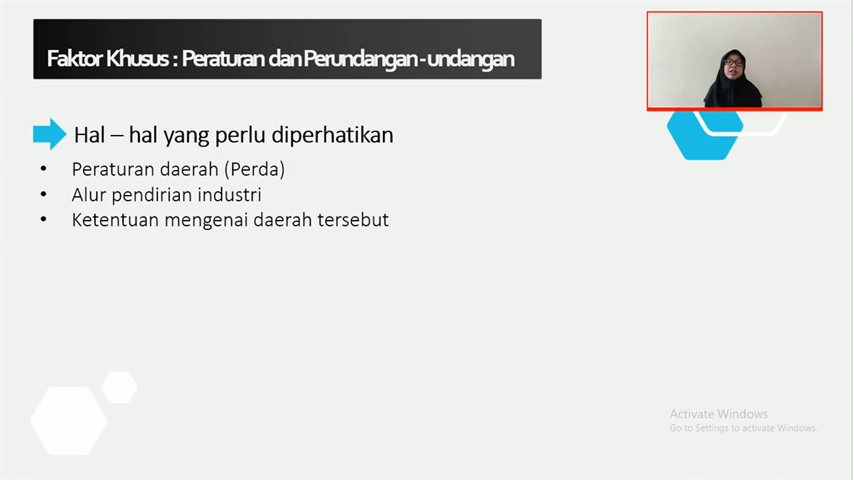 Faktor Khusus : Peraturan dan Perundangan - undangan
Hal – hal yang perlu diperhatikan
• Peraturan daerah (Perda)
• Alur pendirian industri
• Ketentuan mengenai daerah tersebut
Activate Windows
Go to Settings to activate Windows.